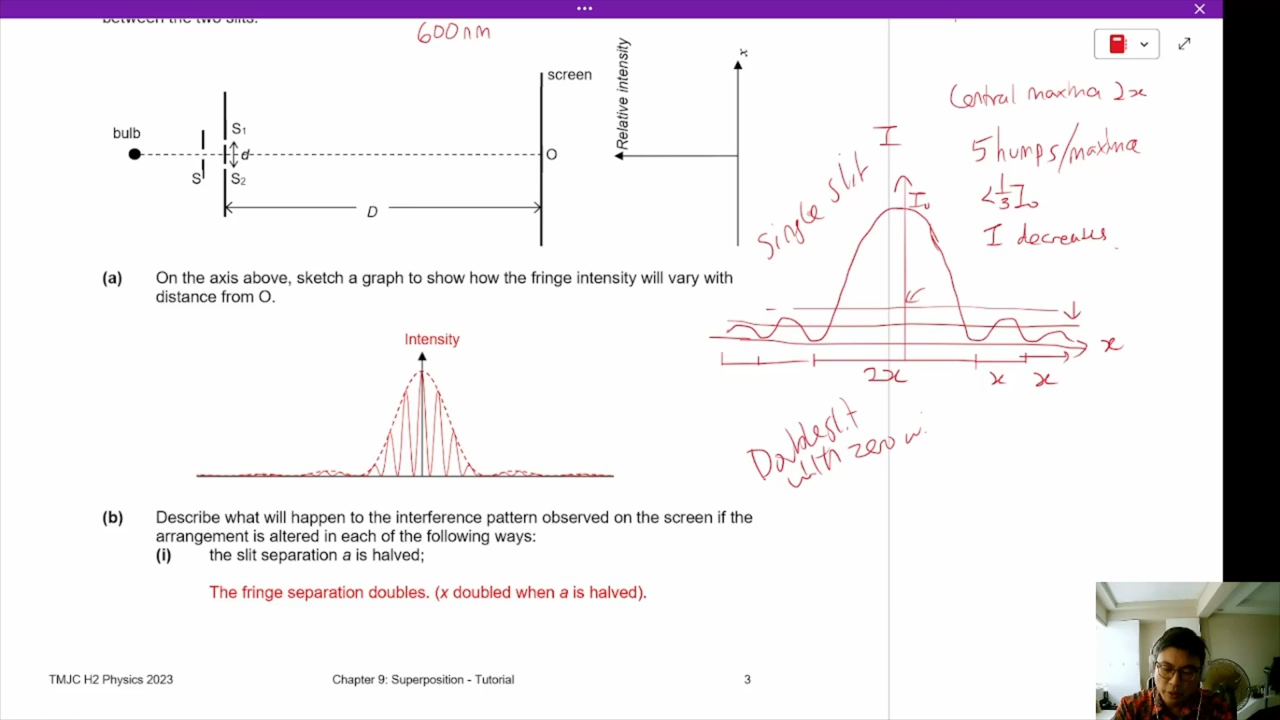 between the two slits.
600nm
Relative intensity
x
screen
bulb
S1
d
O
S
S2
D
(a) On the axis above, sketch a graph to show how the fringe intensity will vary with
distance from O.
Intensity
(b) Describe what will happen to the interference pattern observed on the screen if the
arrangement is altered in each of the following ways:
(i) the slit separation a is halved;
The fringe separation doubles. (x doubled when a is halved).
Central maxima 2x
5 humps/maxima
<1/3 I0
I decreases.
I
I0
Single slit
x
2x x x
Double slit
with zero w
TMJC H2 Physics 2023 Chapter 9: Superposition - Tutorial 3